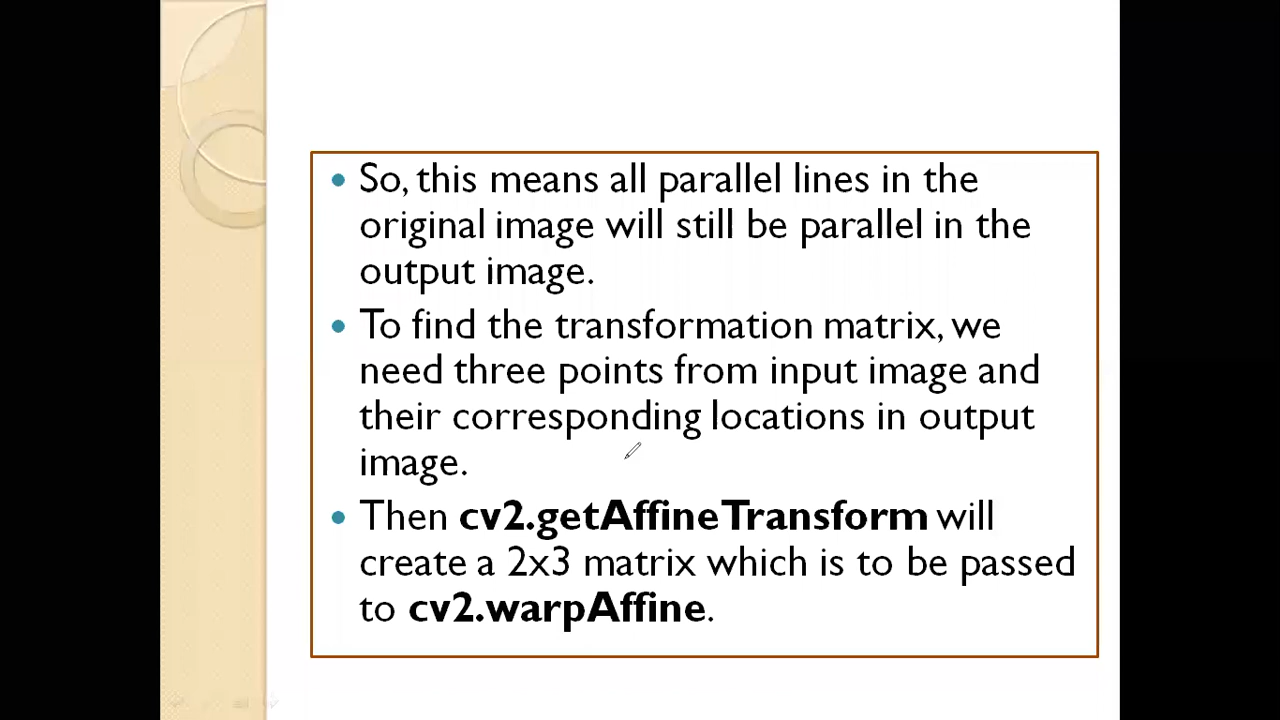 So, this means all parallel lines in the
original image will still be parallel in the
output image.
To find the transformation matrix, we
need three points from input image and
their corresponding locations in output
image.
Then cv2.getAffineTransform will
create a 2x3 matrix which is to be passed
to cv2.warpAffine.